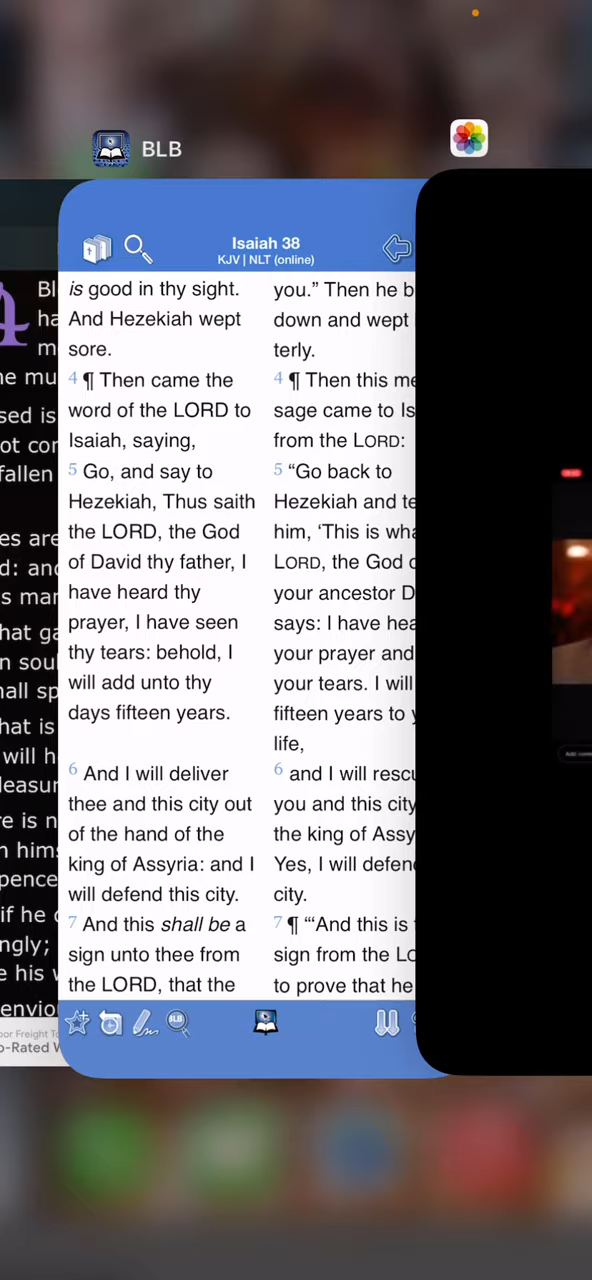 BLB
Isaiah 38
KJV | NLT (online)
is good in thy sight.
And Hezekiah wept
sore.
4 ¶ Then came the
word of the LORD to
Isaiah, saying,
5 Go, and say to
Hezekiah, Thus saith
the LORD, the God
of David thy father, I
have heard thy
prayer, I have seen
thy tears: behold, I
will add unto thy
days fifteen years.
6 And I will deliver
thee and this city out
of the hand of the
king of Assyria: and I
will defend this city.
7 And this shall be a
sign unto thee from
the LORD, that the
you.” Then he b
down and wept
terly.
4 ¶ Then this me
sage came to Is
from the LORD:
5 “Go back to
Hezekiah and te
him, ‘This is wha
LORD, the God o
your ancestor D
says: I have hea
your prayer and
your tears. I will
fifteen years to y
life,
6 and I will rescu
you and this city
the king of Assy
Yes, I will defen
city.
7 ¶ “‘And this is
sign from the Lo
to prove that he
BLB